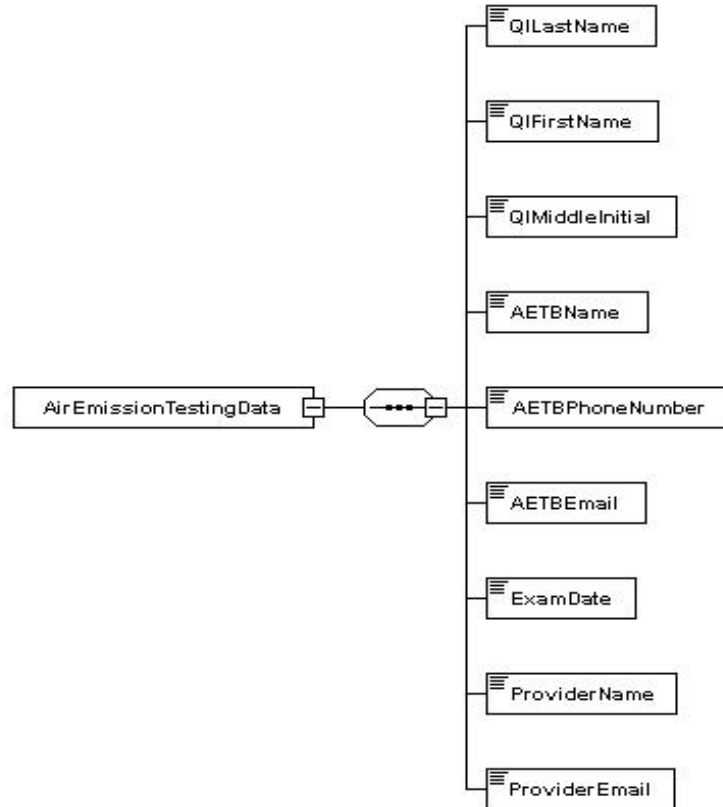 QILastName
QIFirstName
QIMiddleInitial
AETBName
AirEmissionTestingData
AETBPhoneNumber
AETBEmail
ExamDate
ProviderName
ProviderEmail